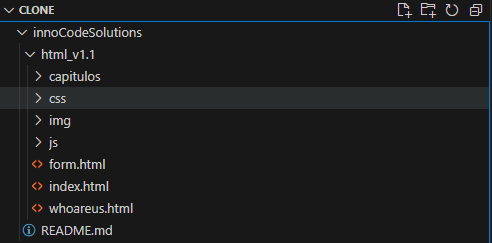 CLONE
innoCodeSolutions
html_v1.1
capitulos
css
img
js
form.html
index.html
whoareus.html
README.md